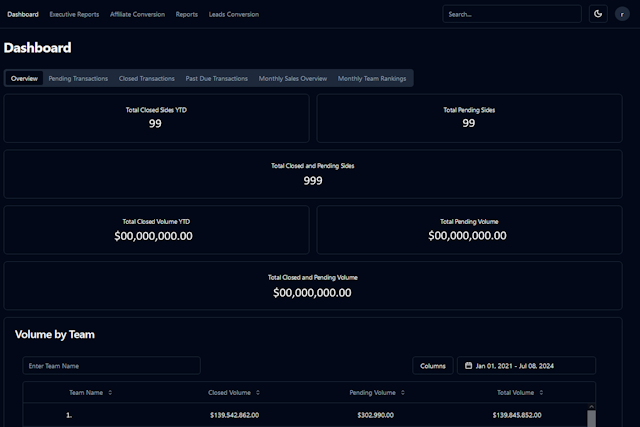 Dashboard Executive Reports Affiliate Conversion Reports Leads Conversion Search... r
Dashboard
Overview Pending Transactions Closed Transactions Past Due Transactions Monthly Sales Overview Monthly Team Rankings
Total Closed Sides YTD Total Pending Sides
99 99
Total Closed and Pending Sides
999
Total Closed Volume YTD Total Pending Volume
$00,000,000.00 $00,000,000.00
Total Closed and Pending Volume
$00,000,000.00
Volume by Team
Enter Team Name Columns Jan 01, 2021 - Jul 08, 2024
Team Name Closed Volume Pending Volume Total Volume
1. $139.542.862.00 $302.990.00 $139.845.852.00